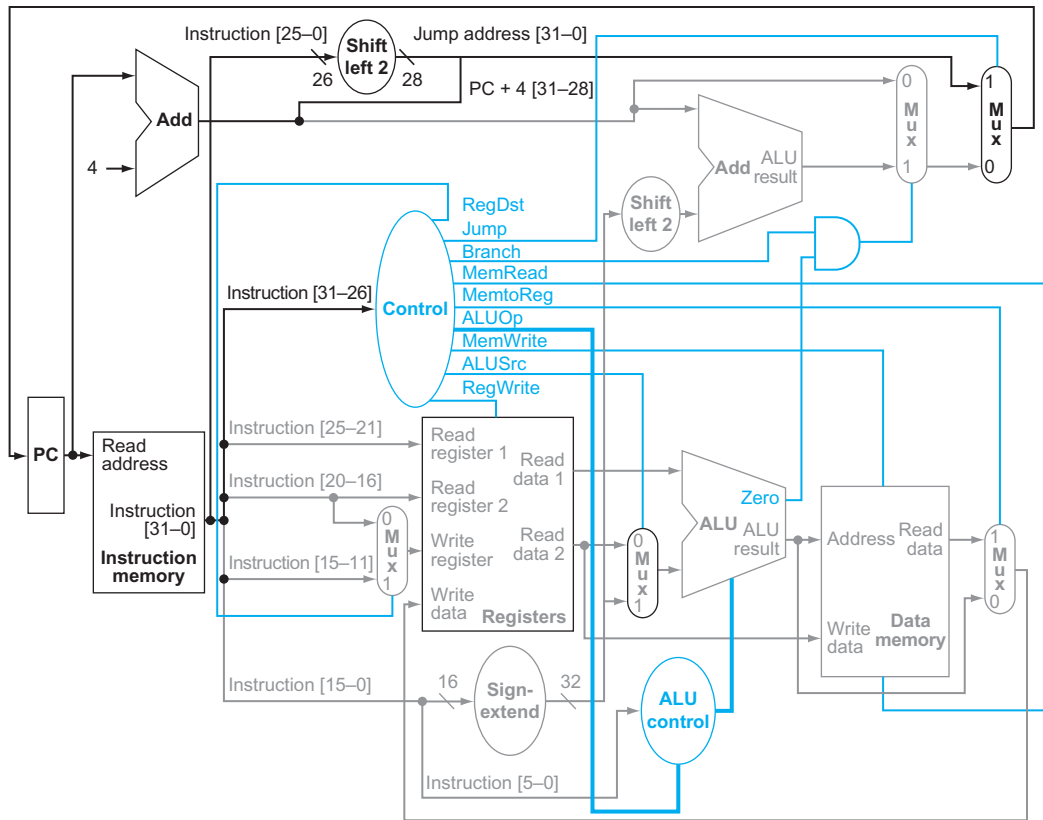 Instruction [25–0]
Shift
left 2
Jump address [31–0]
26
28
PC + 4 [31–28]
Add
4
0
M
u
x
1
1
M
u
x
0
Add
ALU
result
Shift
left 2
RegDst
Jump
Branch
MemRead
MemtoReg
ALUOp
MemWrite
ALUSrc
RegWrite
Control
Instruction [31–26]
PC
Read
address
Instruction
[31–0]
Instruction
memory
Instruction [25–21]
Instruction [20–16]
Instruction [15–11]
0
M
u
x
1
Read
register 1
Read
register 2
Write
register
Write
data
Read
data 1
Read
data 2
Registers
0
M
u
x
1
Zero
ALU
ALU
result
Address
Read
data
Write
data
Data
memory
1
M
u
x
0
Instruction [15–0]
16
Sign-
extend
32
ALU
control
Instruction [5–0]